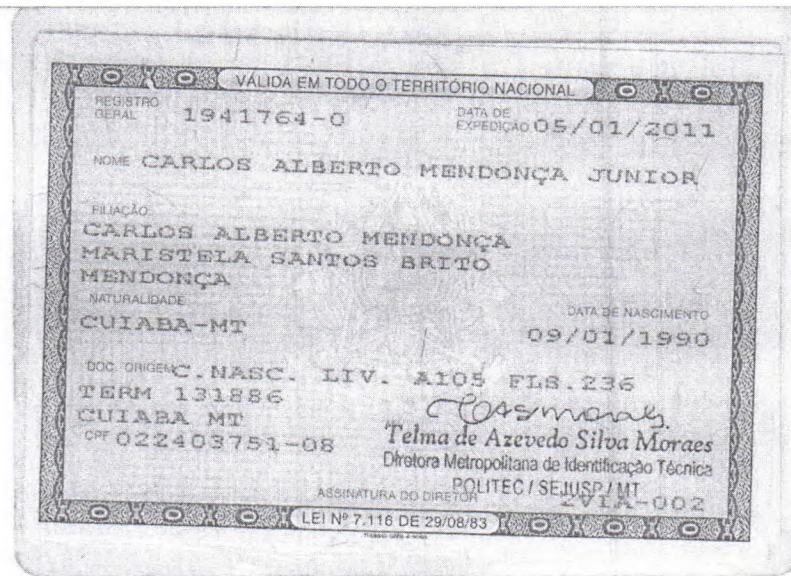 VÁLIDA EM TODO O TERRITÓRIO NACIONAL
REGISTRO GERAL 1941764-0 DATA DE EXPEDIÇÃO 05/01/2011
NOME CARLOS ALBERTO MENDONÇA JUNIOR
FILIAÇÃO
CARLOS ALBERTO MENDONÇA
MARISTELA SANTOS BRITO
MENDONÇA
NATURALIDADE DATA DE NASCIMENTO
CUIABA-MT 09/01/1990
DOC. ORIGEM C.NASC. LIV. A105 FLS.236
TERM 131886
CUIABA MT
CPF 022403751-08 Telma de Azevedo Silva Moraes
Diretora Metropolitana de Identificação Técnica
POLITEC / SEJUSP / MT
ASSINATURA DO DIRETOR 2VIA-002
LEI Nº 7.116 DE 29/08/83